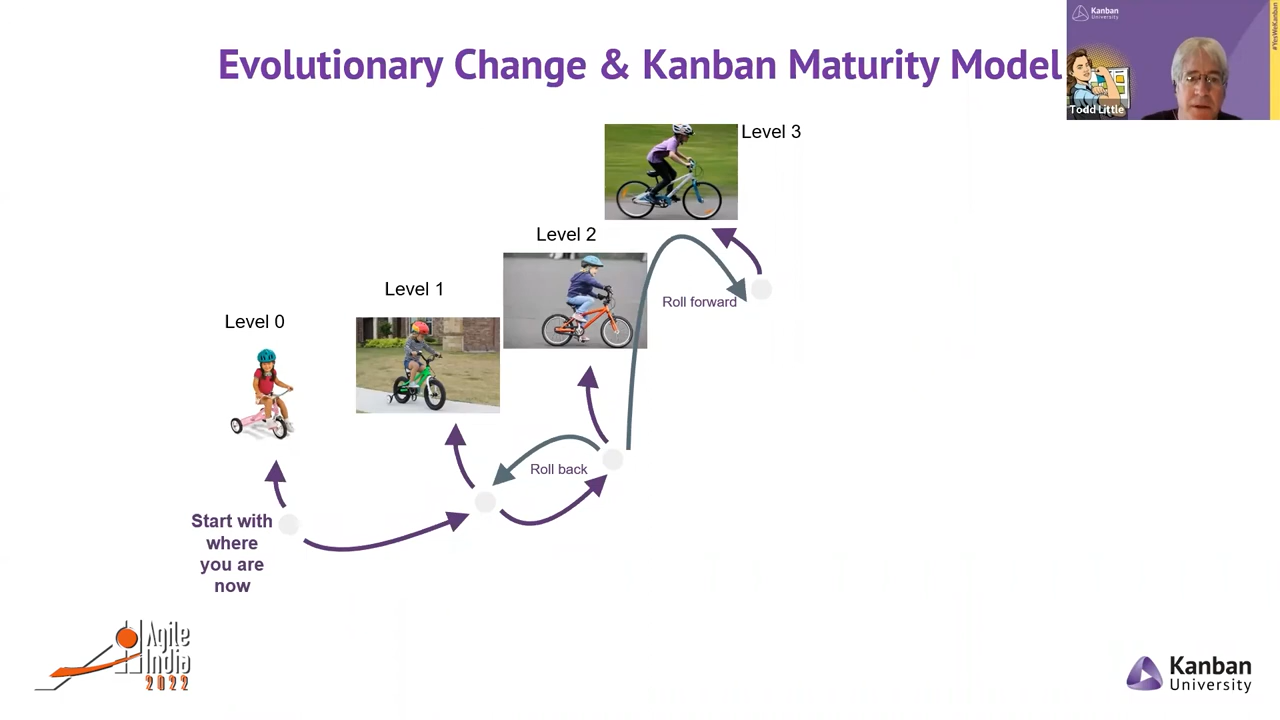 Evolutionary Change & Kanban Maturity Model
Kanban
University
#YesWeKanban
Todd Little
Level 3
Level 2
Level 1
Level 0
Roll forward
Roll back
Start with
where
you are
now
Agile
India
2022
Kanban
University